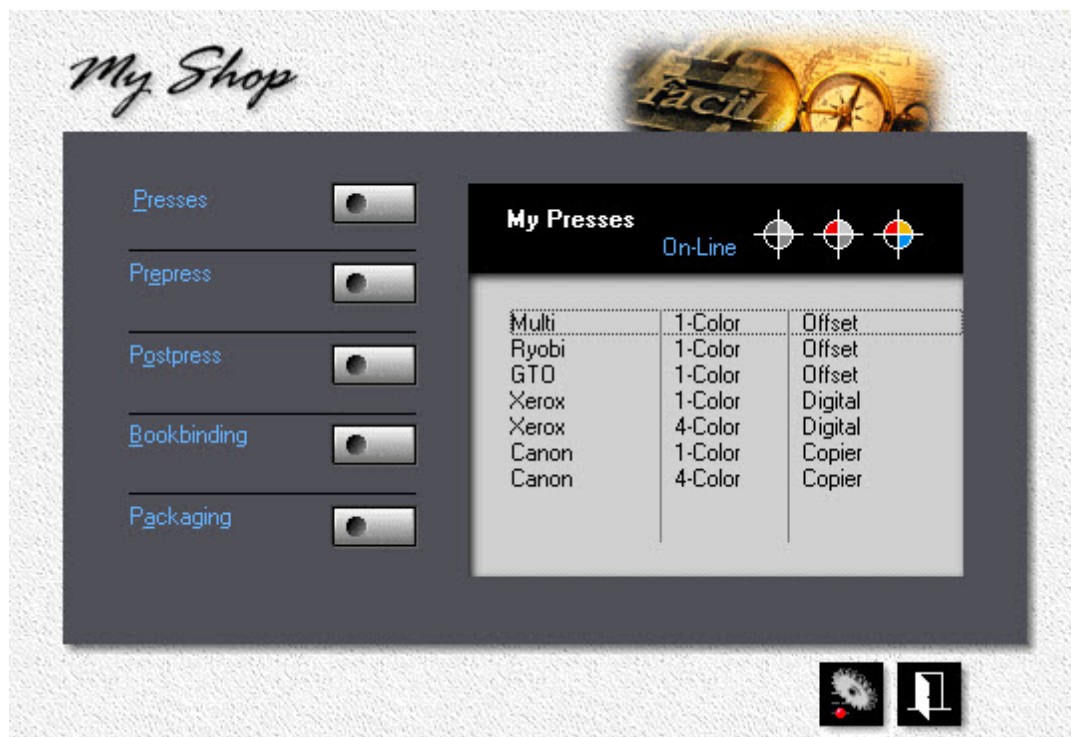 My Shop
facil
Presses
Prepress
Postpress
Bookbinding
Packaging
My Presses
On-Line
Multi 1-Color Offset
Ryobi 1-Color Offset
GTO 1-Color Offset
Xerox 1-Color Digital
Xerox 4-Color Digital
Canon 1-Color Copier
Canon 4-Color Copier